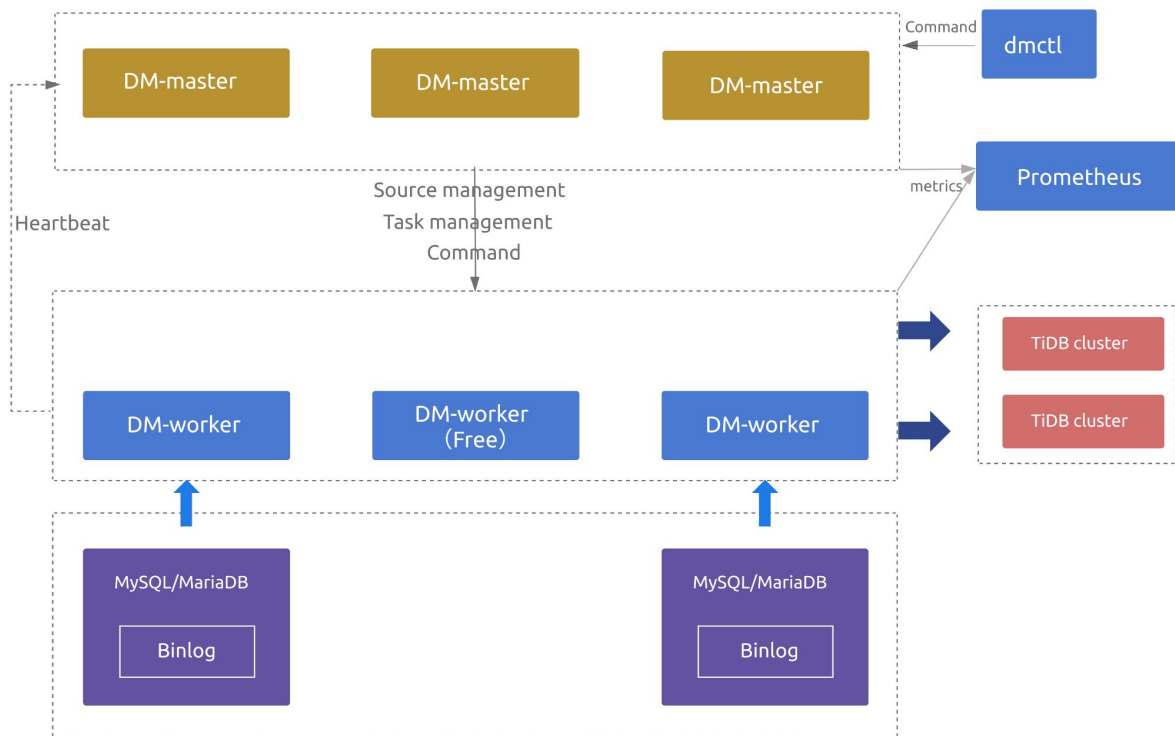 Command
dmctl
DM-master
DM-master
DM-master
Prometheus
metrics
Source management
Task management
Command
Heartbeat
TiDB cluster
TiDB cluster
DM-worker
DM-worker
（Free）
DM-worker
MySQL/MariaDB
Binlog
MySQL/MariaDB
Binlog